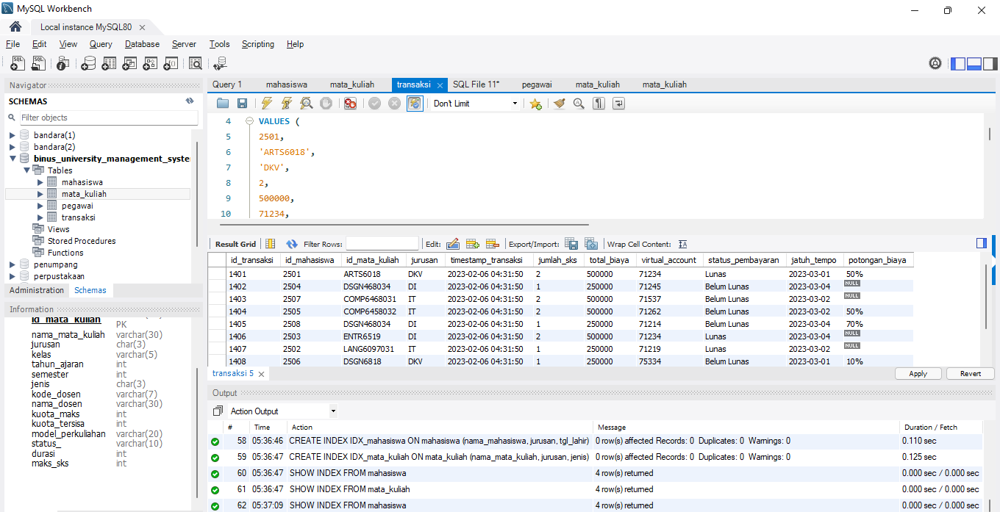 MySQL Workbench
Local instance MySQL80
File Edit View Query Database Server Tools Scripting Help
Navigator
SCHEMAS
Filter objects
bandara(1)
bandara(2)
binus_university_management_syste
Tables
mahasiswa
mata_kuliah
pegawai
transaksi
Views
Stored Procedures
Functions
penumpang
perpustakaan
Administration Schemas
Information
id_mata_kuliah
PK
nama_mata_kuliah varchar(30)
jurusan char(3)
kelas varchar(5)
tahun_ajaran int
semester int
jenis char(3)
kode_dosen varchar(7)
nama_dosen varchar(30)
kuota_maks int
kuota_tersisa int
model_perkuliahan varchar(20)
status_ varchar(10)
durasi int
maks_sks int
Query 1 mahasiswa mata_kuliah transaksi SQL File 11* pegawai mata_kuliah mata_kuliah
Don't Limit
4 VALUES (
5 2501,
6 'ARTS6018',
7 'DKV',
8 2,
9 500000,
10 71234,
Result Grid Filter Rows: Edit: Export/Import: Wrap Cell Content: IA
id_transaksi id_mahasiswa id_mata_kuliah jurusan timestamp_transaksi jumlah_sks total_biaya virtual_account status_pembayaran jatuh_tempo potongan_biaya
1401 2501 ARTS6018 DKV 2023-02-06 04:31:50 2 500000 71234 Lunas 2023-03-01 50%
1402 2504 DSGN468034 DI 2023-02-06 04:31:50 1 250000 71245 Belum Lunas 2023-03-04 NULL
1403 2507 COMP6468031 IT 2023-02-06 04:31:50 2 500000 71537 Belum Lunas 2023-03-02 NULL
1404 2505 COMP6458032 IT 2023-02-06 04:31:50 2 500000 71262 Belum Lunas 2023-03-02 50%
1405 2508 DSGN468034 DI 2023-02-06 04:31:50 1 250000 71214 Belum Lunas 2023-03-04 70%
1406 2503 ENTR6519 DI 2023-02-06 04:31:50 2 500000 71234 Lunas 2023-03-04 NULL
1407 2502 LANG6097031 IT 2023-02-06 04:31:50 1 250000 71219 Lunas 2023-03-02 NULL
1408 2506 DSGN6818 DKV 2023-02-06 04:31:50 1 250000 75334 Belum Lunas 2023-03-01 10%
transaksi 5 Apply Revert
Output
Action Output
# Time Action Message Duration / Fetch
58 05:36:46 CREATE INDEX IDX_mahasiswa ON mahasiswa (nama_mahasiswa, jurusan, tgl_lahir) 0 row(s) affected Records: 0 Duplicates: 0 Warnings: 0 0.110 sec
59 05:36:47 CREATE INDEX IDX_mata_kuliah ON mata_kuliah (nama_mata_kuliah, jurusan, jenis) 0 row(s) affected Records: 0 Duplicates: 0 Warnings: 0 0.125 sec
60 05:36:47 SHOW INDEX FROM mahasiswa 4 row(s) returned 0.000 sec / 0.000 sec
61 05:36:47 SHOW INDEX FROM mata_kuliah 4 row(s) returned 0.000 sec / 0.000 sec
62 05:37:09 SHOW INDEX FROM mahasiswa 4 row(s) returned 0.000 sec / 0.000 sec